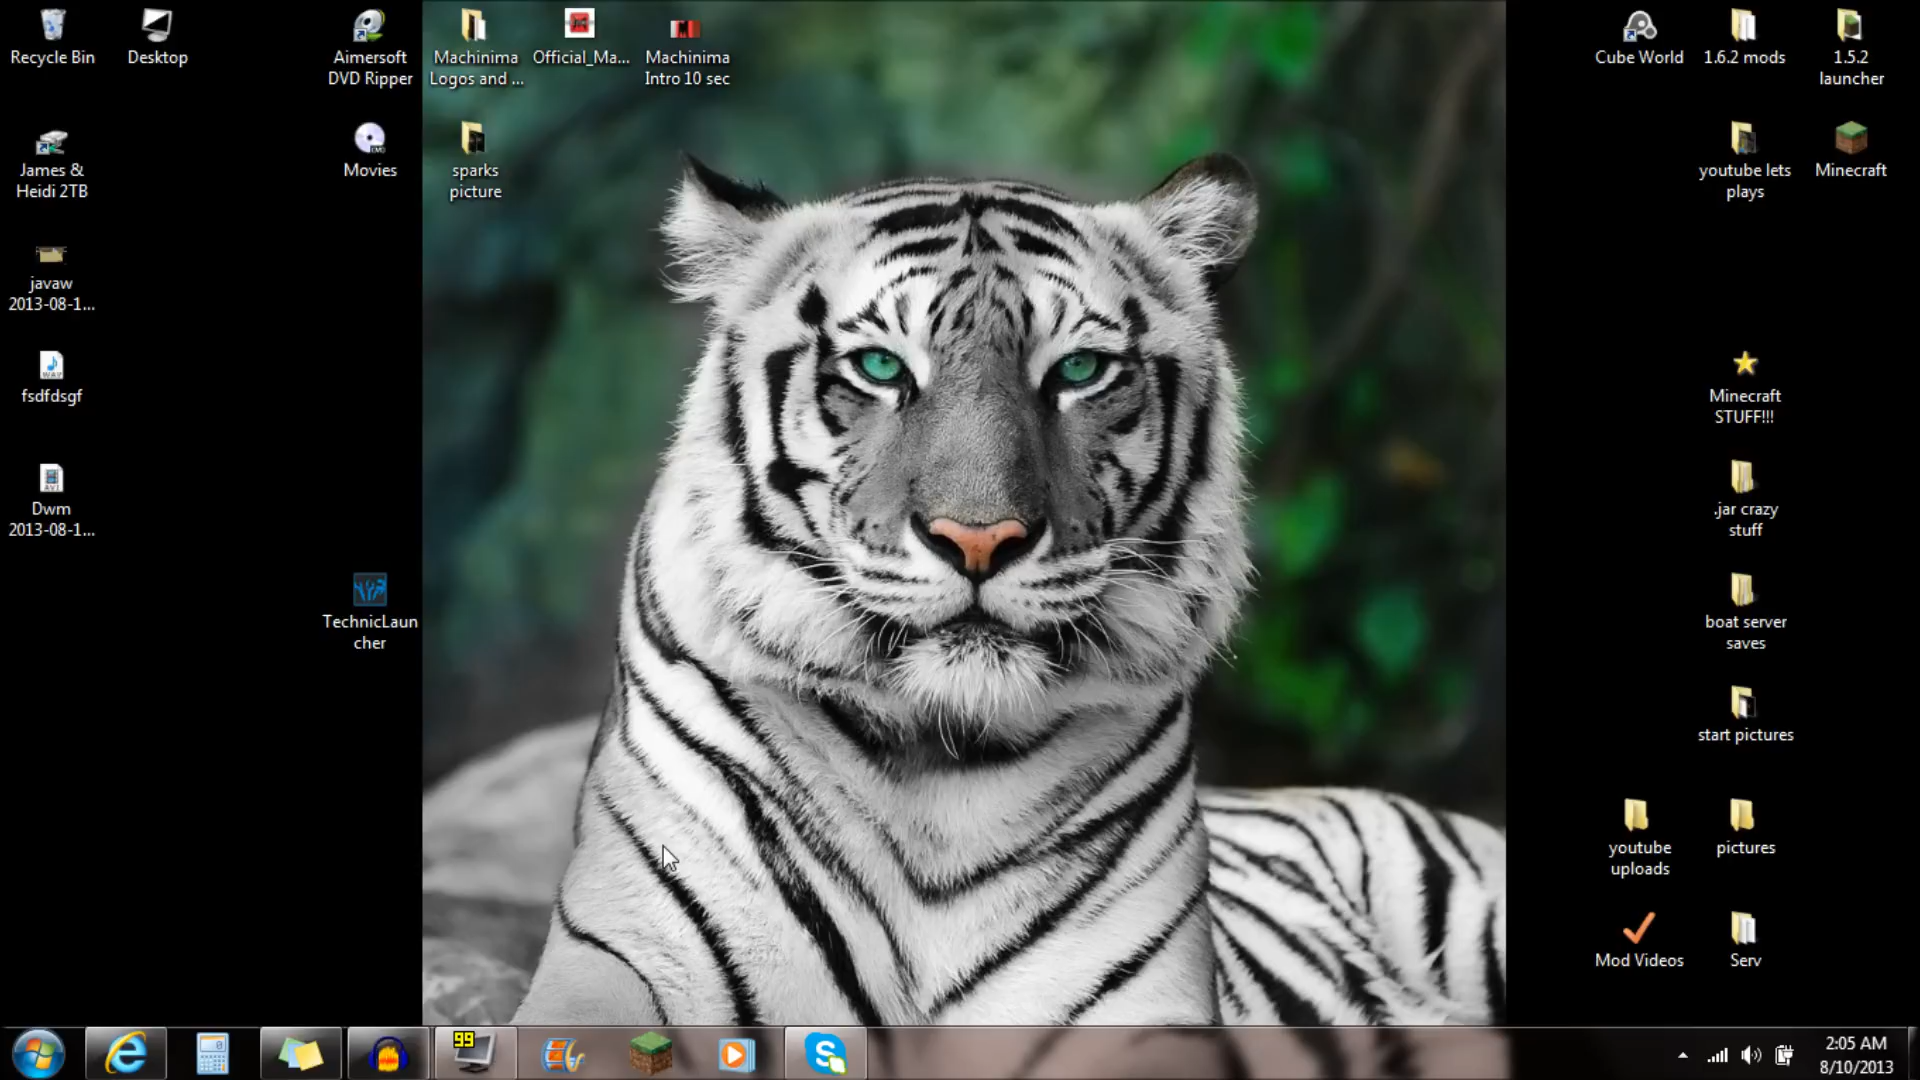 Recycle Bin
Desktop
Aimersoft
DVD Ripper
Machinima
Logos and ...
Official_Ma...
Machinima
Intro 10 sec
Cube World
1.6.2 mods
1.5.2
launcher
James &
Heidi 2TB
Movies
sparks
picture
youtube lets
plays
Minecraft
javaw
2013-08-1...
fsdfdsgf
Minecraft
STUFF!!!
Dwm
2013-08-1...
.jar crazy
stuff
TechnicLaun
cher
boat server
saves
start pictures
youtube
uploads
pictures
Mod Videos
Serv
99
2:05 AM
8/10/2013